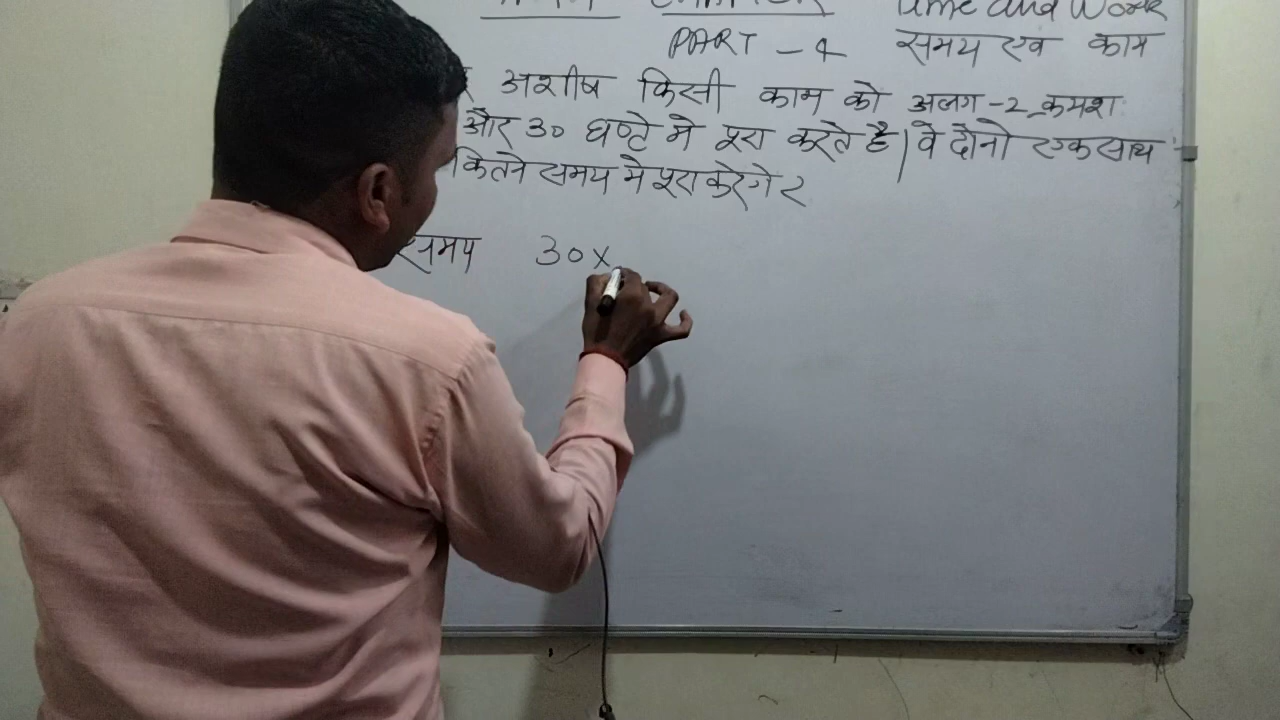 Time and Work
PART - 4 समय एव काम
अशीष किसी काम को अलग-2 क्रमश
और 30 घण्टे मे पूरा करते है। वे दोनो एक साथ
कितने समय मे पूरा करेगे ?
समय 30x